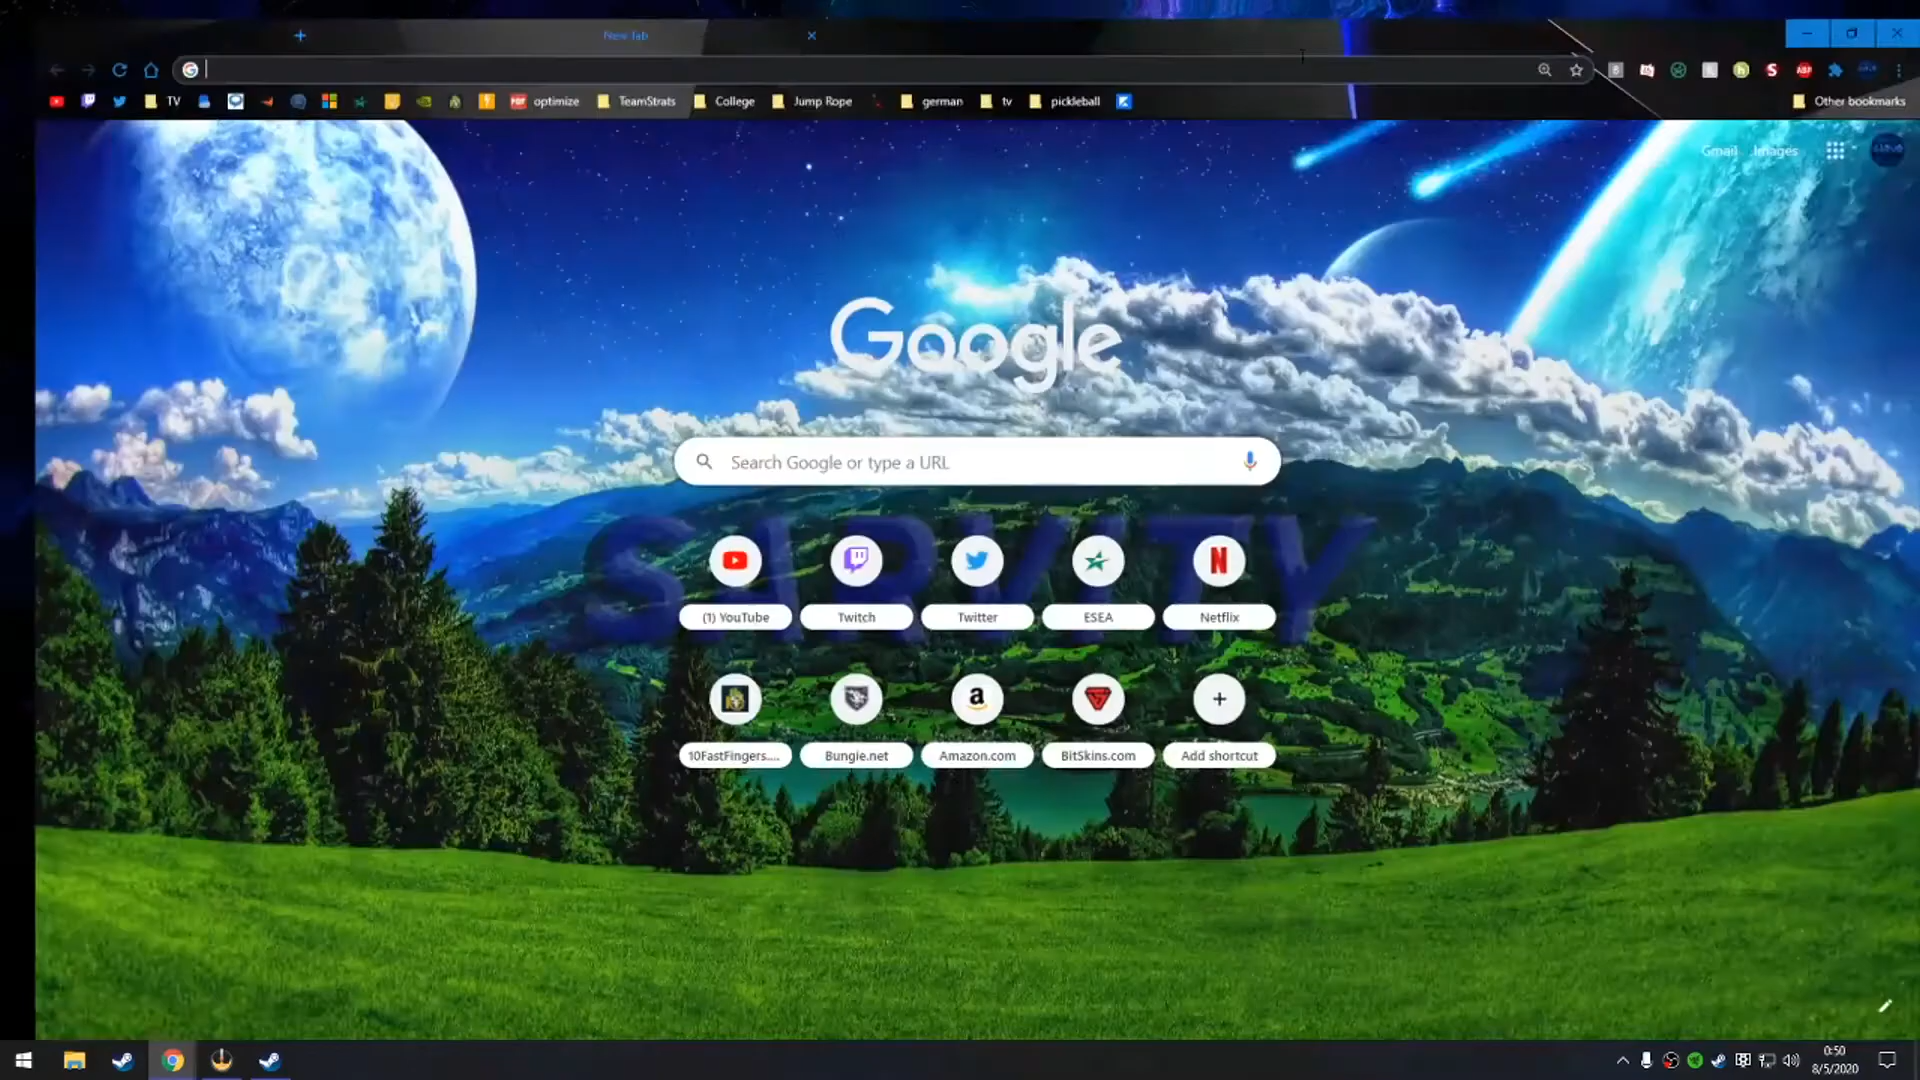 New Tab
TV
PDF optimize
TeamStrats
College
Jump Rope
german
tv
pickleball
Other bookmarks
Gmail Images
Google
Search Google or type a URL
SARVITY
(1) YouTube
Twitch
Twitter
ESEA
Netflix
10FastFingers....
Bungie.net
Amazon.com
BitSkins.com
Add shortcut
0:50
8/5/2020